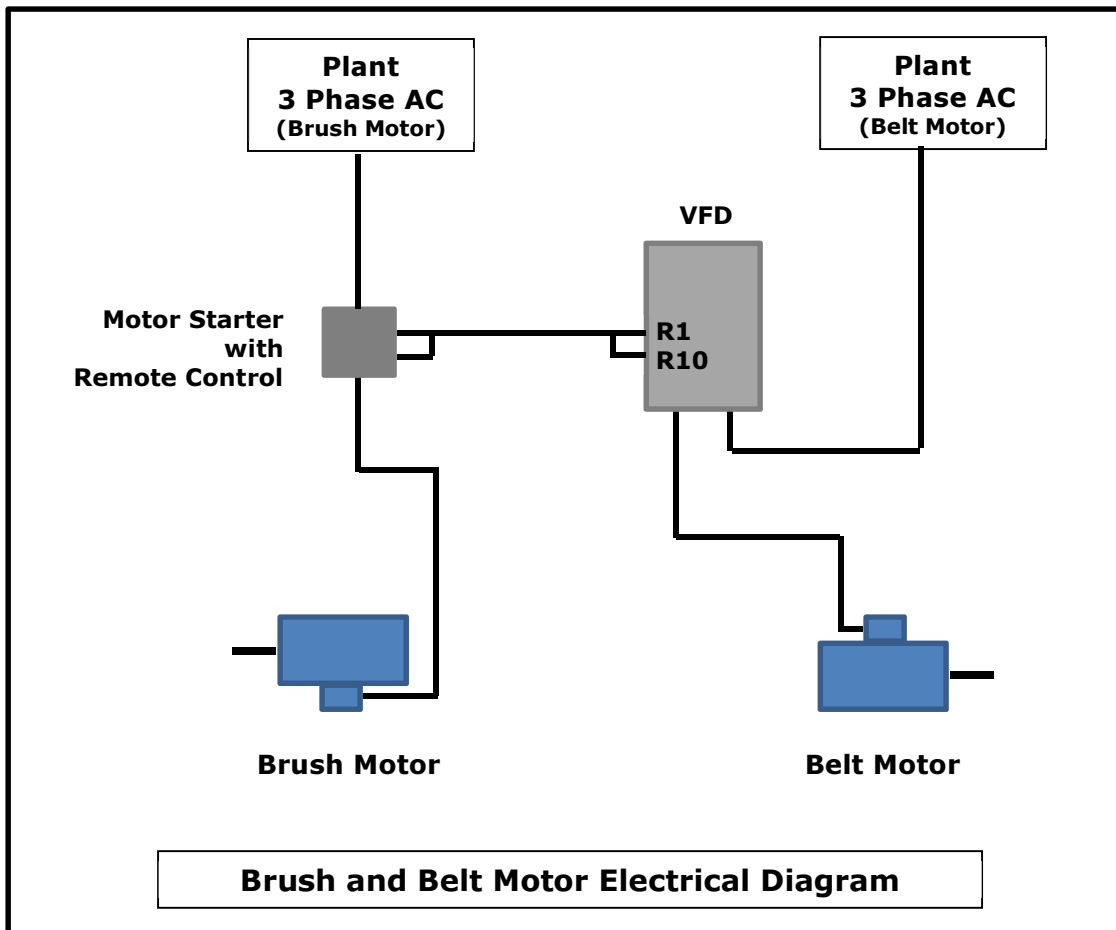 Plant
3 Phase AC
(Brush Motor)
Plant
3 Phase AC
(Belt Motor)
VFD
Motor Starter
with
Remote Control
R1
R10
Brush Motor
Belt Motor
Brush and Belt Motor Electrical Diagram